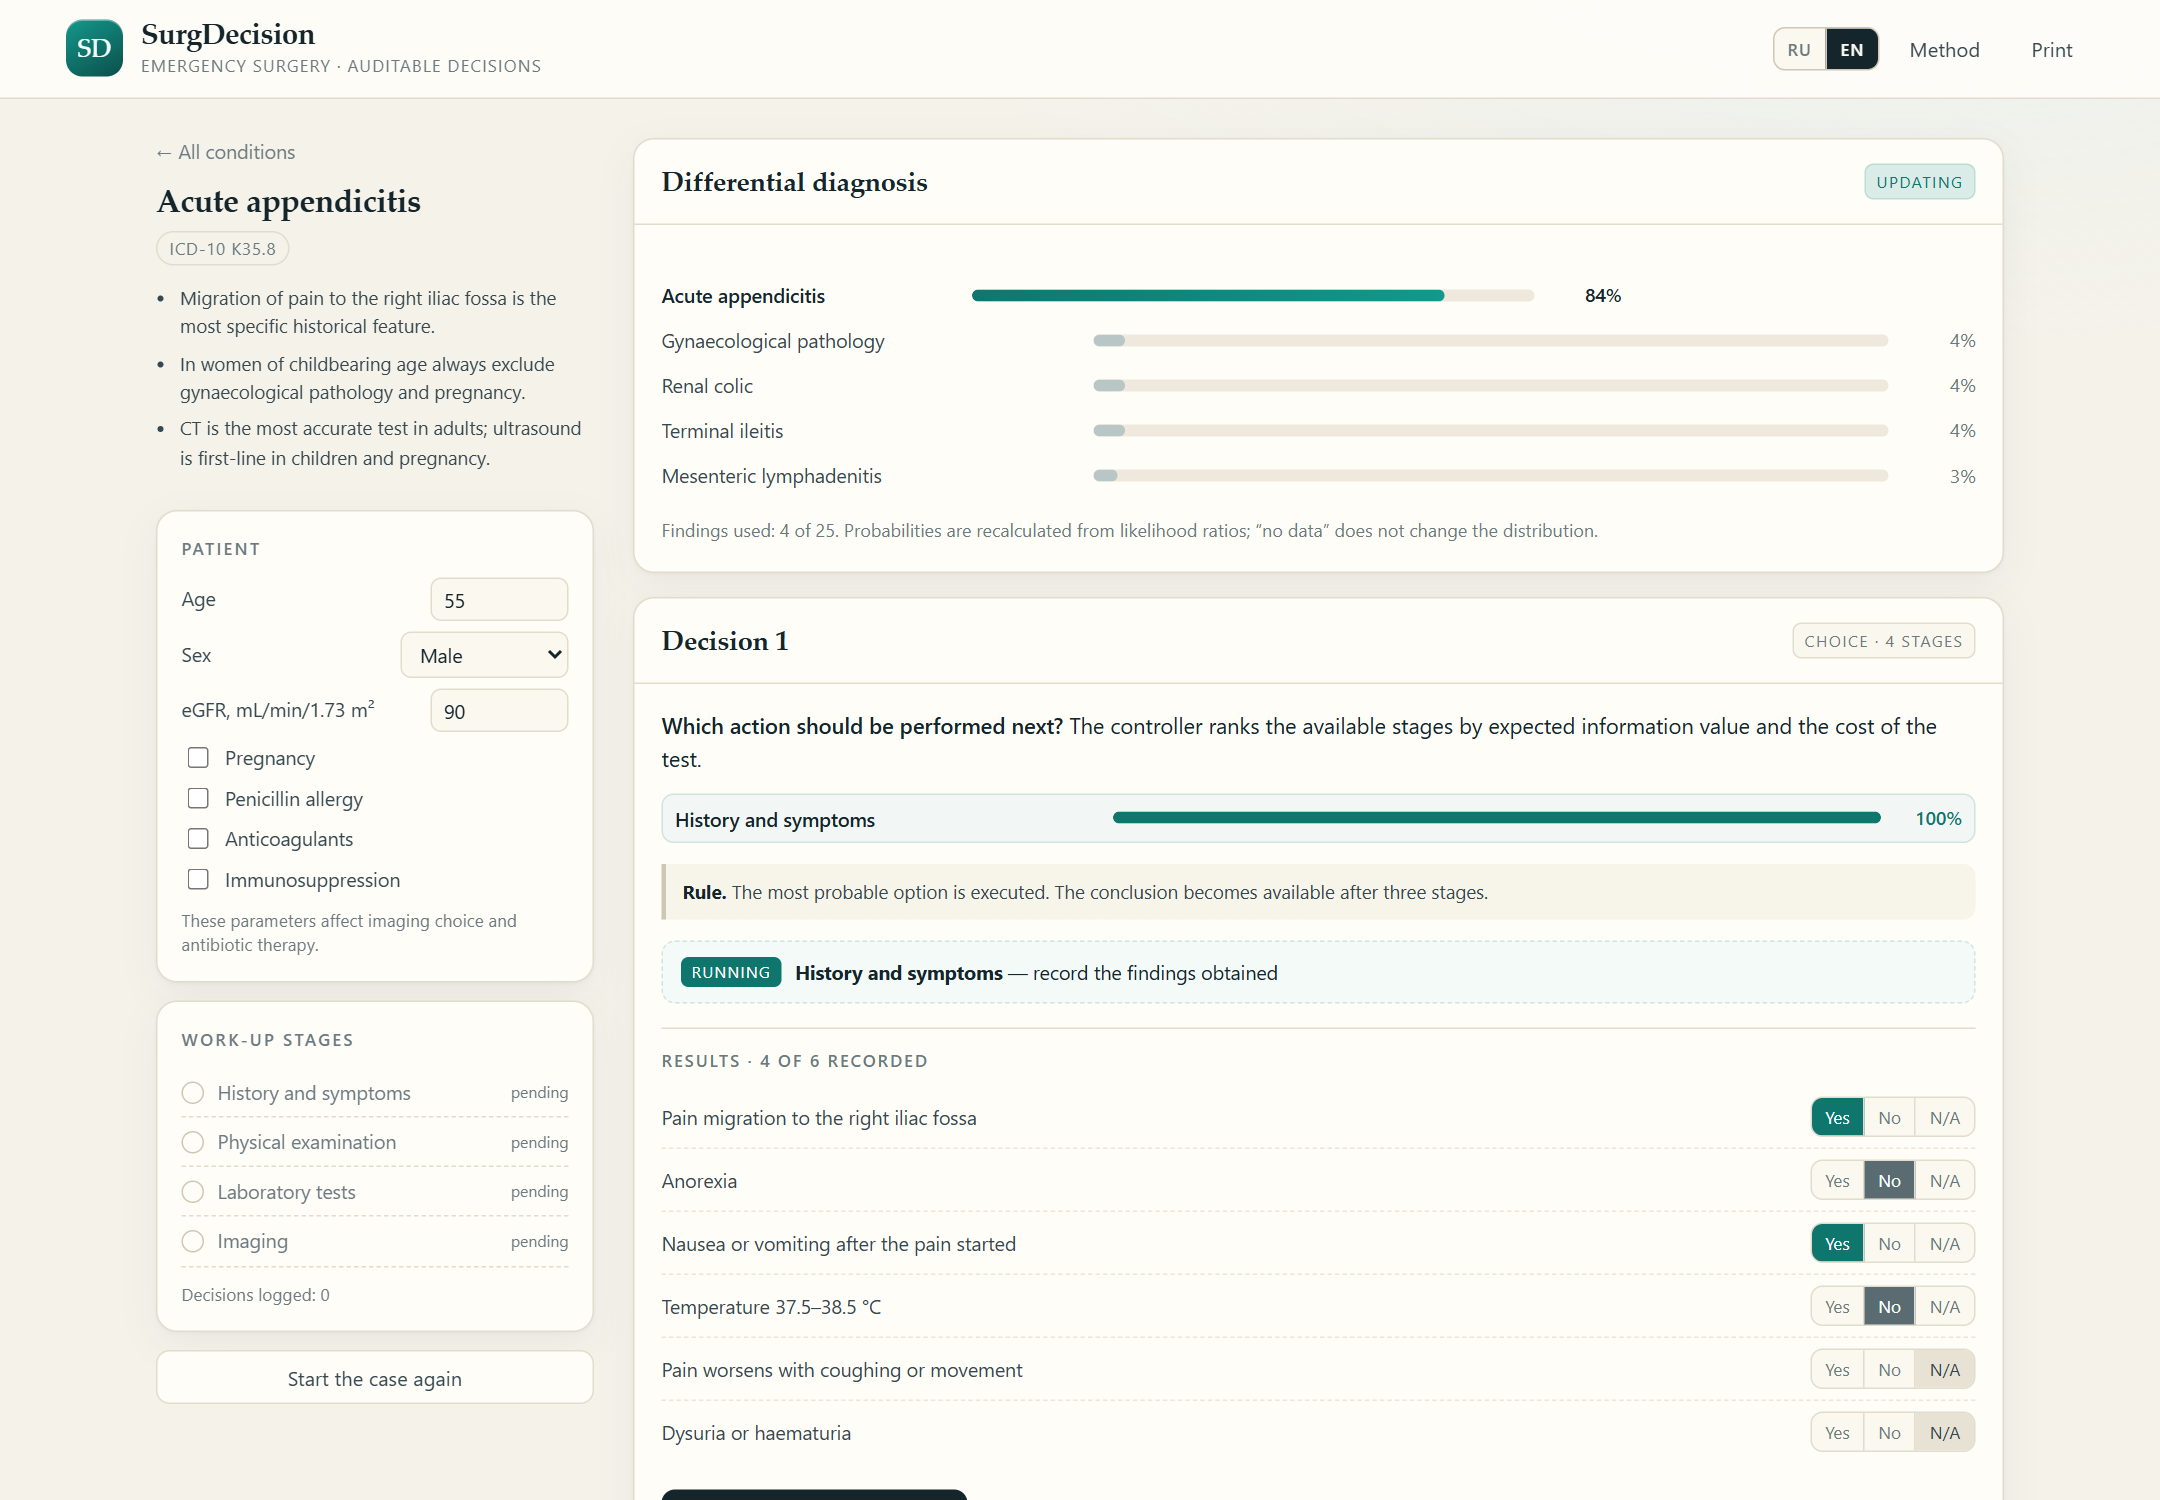 SD
SurgDecision
EMERGENCY SURGERY · AUDITABLE DECISIONS
RU
EN
Method
Print
← All conditions
Acute appendicitis
ICD-10 K35.8
• Migration of pain to the right iliac fossa is the
most specific historical feature.
• In women of childbearing age always exclude
gynaecological pathology and pregnancy.
• CT is the most accurate test in adults; ultrasound
is first-line in children and pregnancy.
PATIENT
Age 55
Sex Male
eGFR, mL/min/1.73 m² 90
Pregnancy
Penicillin allergy
Anticoagulants
Immunosuppression
These parameters affect imaging choice and
antibiotic therapy.
WORK-UP STAGES
History and symptoms pending
Physical examination pending
Laboratory tests pending
Imaging pending
Decisions logged: 0
Start the case again
Differential diagnosis
UPDATING
Acute appendicitis 84%
Gynaecological pathology 4%
Renal colic 4%
Terminal ileitis 4%
Mesenteric lymphadenitis 3%
Findings used: 4 of 25. Probabilities are recalculated from likelihood ratios; “no data” does not change the distribution.
Decision 1
CHOICE · 4 STAGES
Which action should be performed next? The controller ranks the available stages by expected information value and the cost of the
test.
History and symptoms 100%
Rule. The most probable option is executed. The conclusion becomes available after three stages.
RUNNING History and symptoms — record the findings obtained
RESULTS · 4 OF 6 RECORDED
Pain migration to the right iliac fossa Yes No N/A
Anorexia Yes No N/A
Nausea or vomiting after the pain started Yes No N/A
Temperature 37.5–38.5 °C Yes No N/A
Pain worsens with coughing or movement Yes No N/A
Dysuria or haematuria Yes No N/A